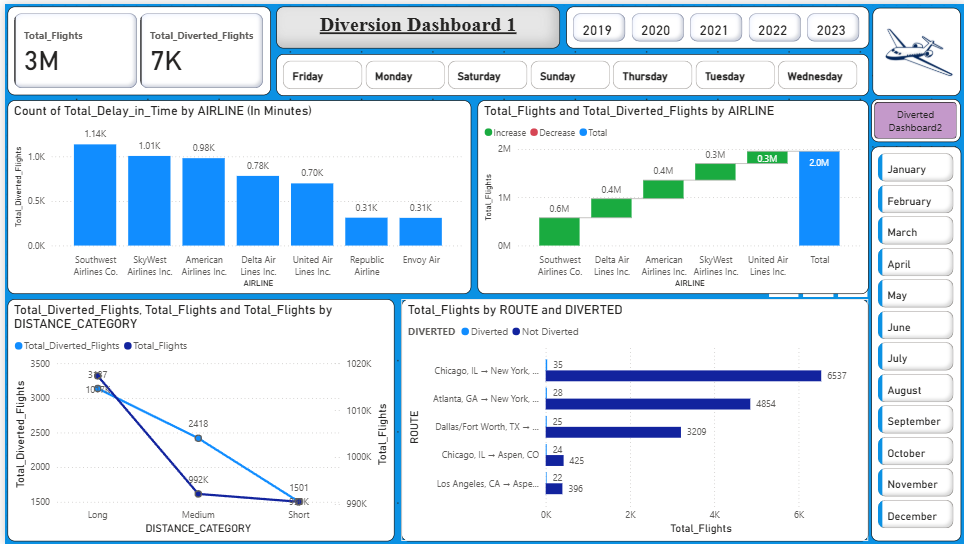 Total_Flights
3M
Total_Diverted_Flights
7K
Diversion Dashboard 1
2019
2020
2021
2022
2023
Friday
Monday
Saturday
Sunday
Thursday
Tuesday
Wednesday
Diverted
Dashboard2
Count of Total_Delay_in_Time by AIRLINE (In Minutes)
Total_Diverted_Flights
1.0K
0.5K
0.0K
1.14K
1.01K
0.98K
0.78K
0.70K
0.31K
0.31K
Southwest
Airlines Co.
SkyWest
Airlines Inc.
American
Airlines Inc.
Delta Air
Lines Inc.
United Air
Lines Inc.
Republic
Airline
Envoy Air
AIRLINE
Total_Flights and Total_Diverted_Flights by AIRLINE
Increase
Decrease
Total
Total_Flights
2M
1M
0M
0.6M
0.4M
0.4M
0.3M
0.3M
2.0M
Southwest
Airlines Co.
Delta Air
Lines Inc.
American
Airlines Inc.
SkyWest
Airlines Inc.
United Air
Lines Inc.
Total
AIRLINE
January
February
March
April
May
June
July
August
September
October
November
December
Total_Diverted_Flights, Total_Flights and Total_Flights by
DISTANCE_CATEGORY
Total_Diverted_Flights
Total_Flights
Total_Diverted_Flights
3500
3000
2500
2000
1500
2418
992K
1501
1020K
1010K
1000K
990K
Total_Flights
Long
Medium
Short
DISTANCE_CATEGORY
Total_Flights by ROUTE and DIVERTED
DIVERTED
Diverted
Not Diverted
ROUTE
Chicago, IL → New York, ...
35
6537
Atlanta, GA → New York, ...
28
4854
Dallas/Fort Worth, TX → ...
25
3209
Chicago, IL → Aspen, CO
24
425
Los Angeles, CA → Aspe...
22
396
0K
2K
4K
6K
Total_Flights